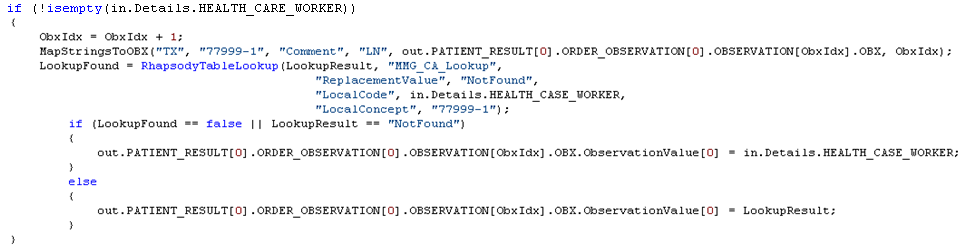 if (!isempty(in.Details.HEALTH_CARE_WORKER))
{
ObxIdx = ObxIdx + 1;
MapStringsToOBX("TX", "77999-1", "Comment", "LN", out.PATIENT_RESULT[0].ORDER_OBSERVATION[0].OBSERVATION[ObxIdx].OBX, ObxIdx);
LookupFound = RhapsodyTableLookup(LookupResult, "MMG_CA_Lookup",
"ReplacementValue", "NotFound",
"LocalCode", in.Details.HEALTH_CASE_WORKER,
"LocalConcept", "77999-1");
if (LookupFound == false || LookupResult == "NotFound")
{
out.PATIENT_RESULT[0].ORDER_OBSERVATION[0].OBSERVATION[ObxIdx].OBX.ObservationValue[0] = in.Details.HEALTH_CASE_WORKER;
}
else
{
out.PATIENT_RESULT[0].ORDER_OBSERVATION[0].OBSERVATION[ObxIdx].OBX.ObservationValue[0] = LookupResult;
}
}